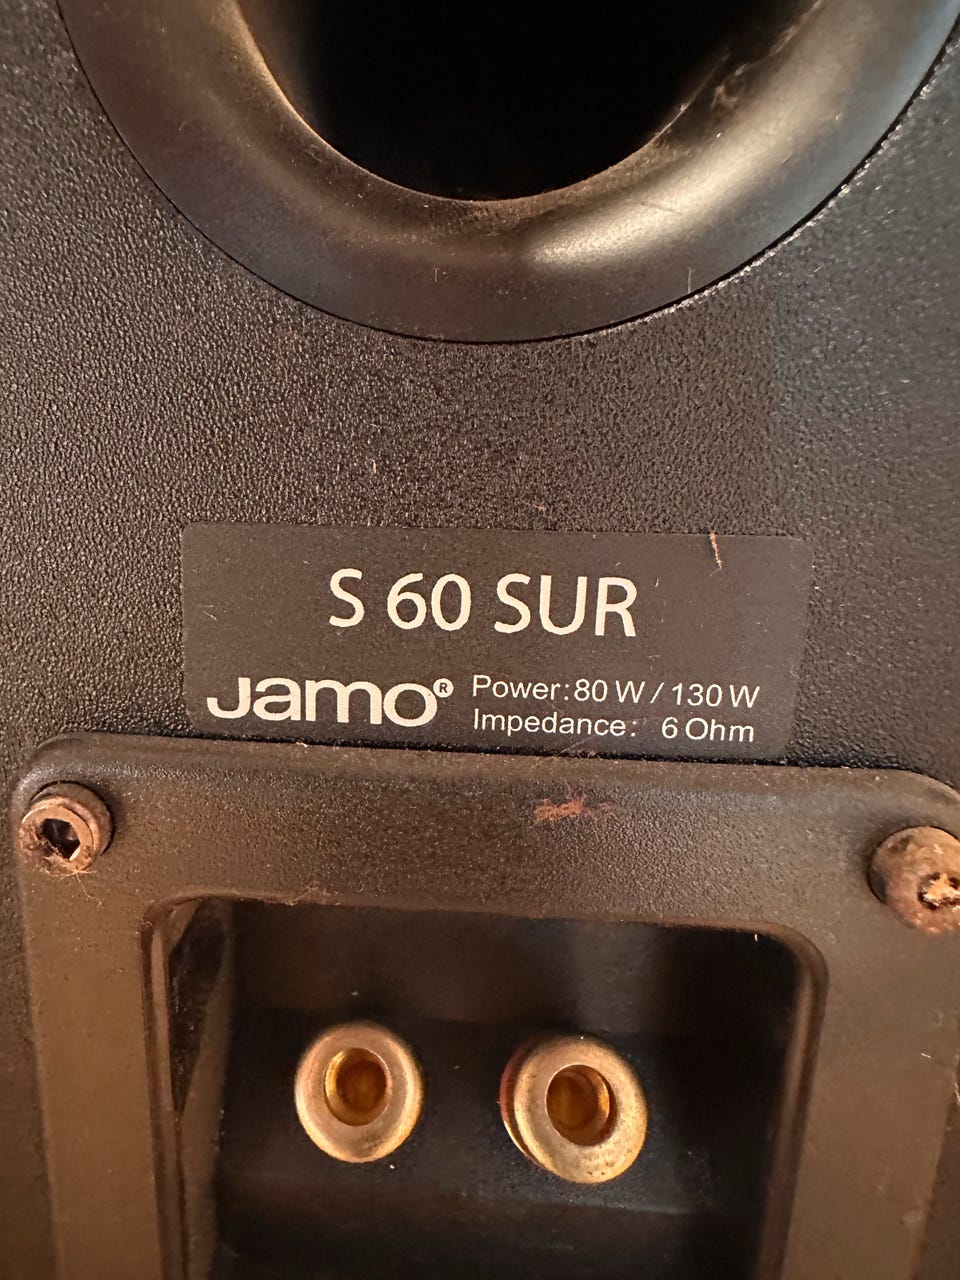 S 60 SUR
Jamo®
Power: 80 W / 130 W
Impedance: 6 Ohm